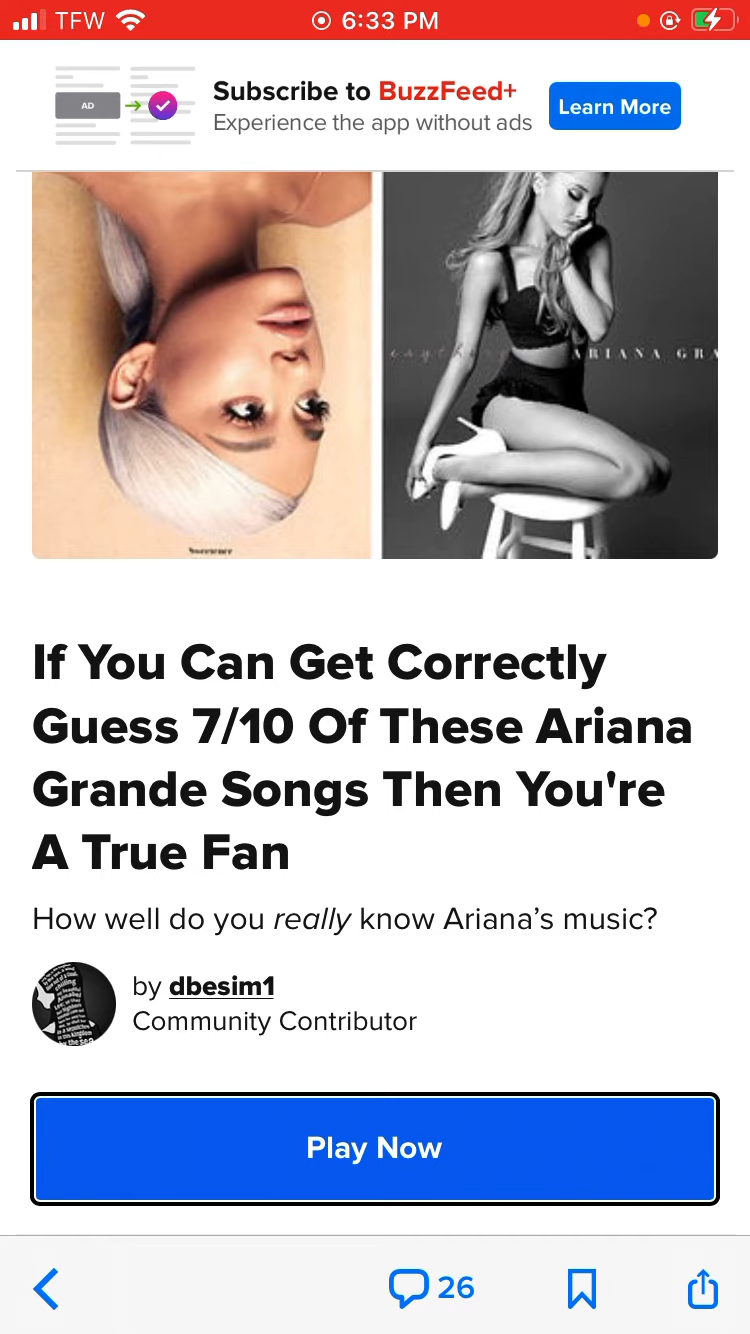 TFW 6:33 PM
AD
Subscribe to BuzzFeed+
Experience the app without ads
Learn More
ARIANA GRA
Sweetener
If You Can Get Correctly
Guess 7/10 Of These Ariana
Grande Songs Then You're
A True Fan
How well do you really know Ariana’s music?
by dbesim1
Community Contributor
Play Now
26